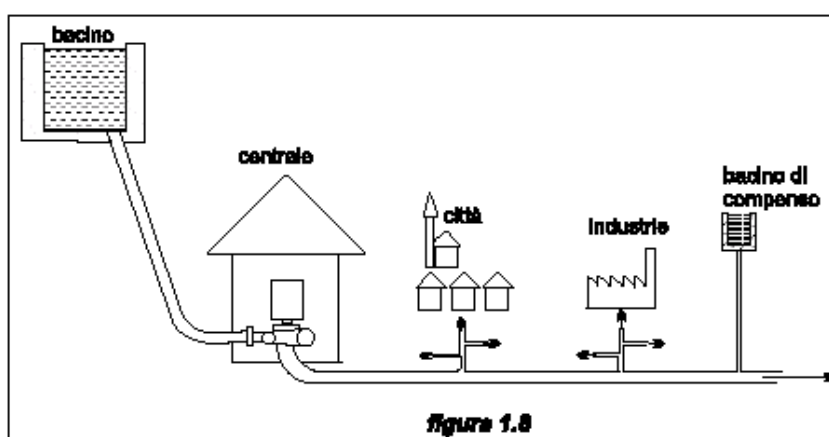 bacino
centrale
città
industrie
bacino di
compenso
figura 1.8